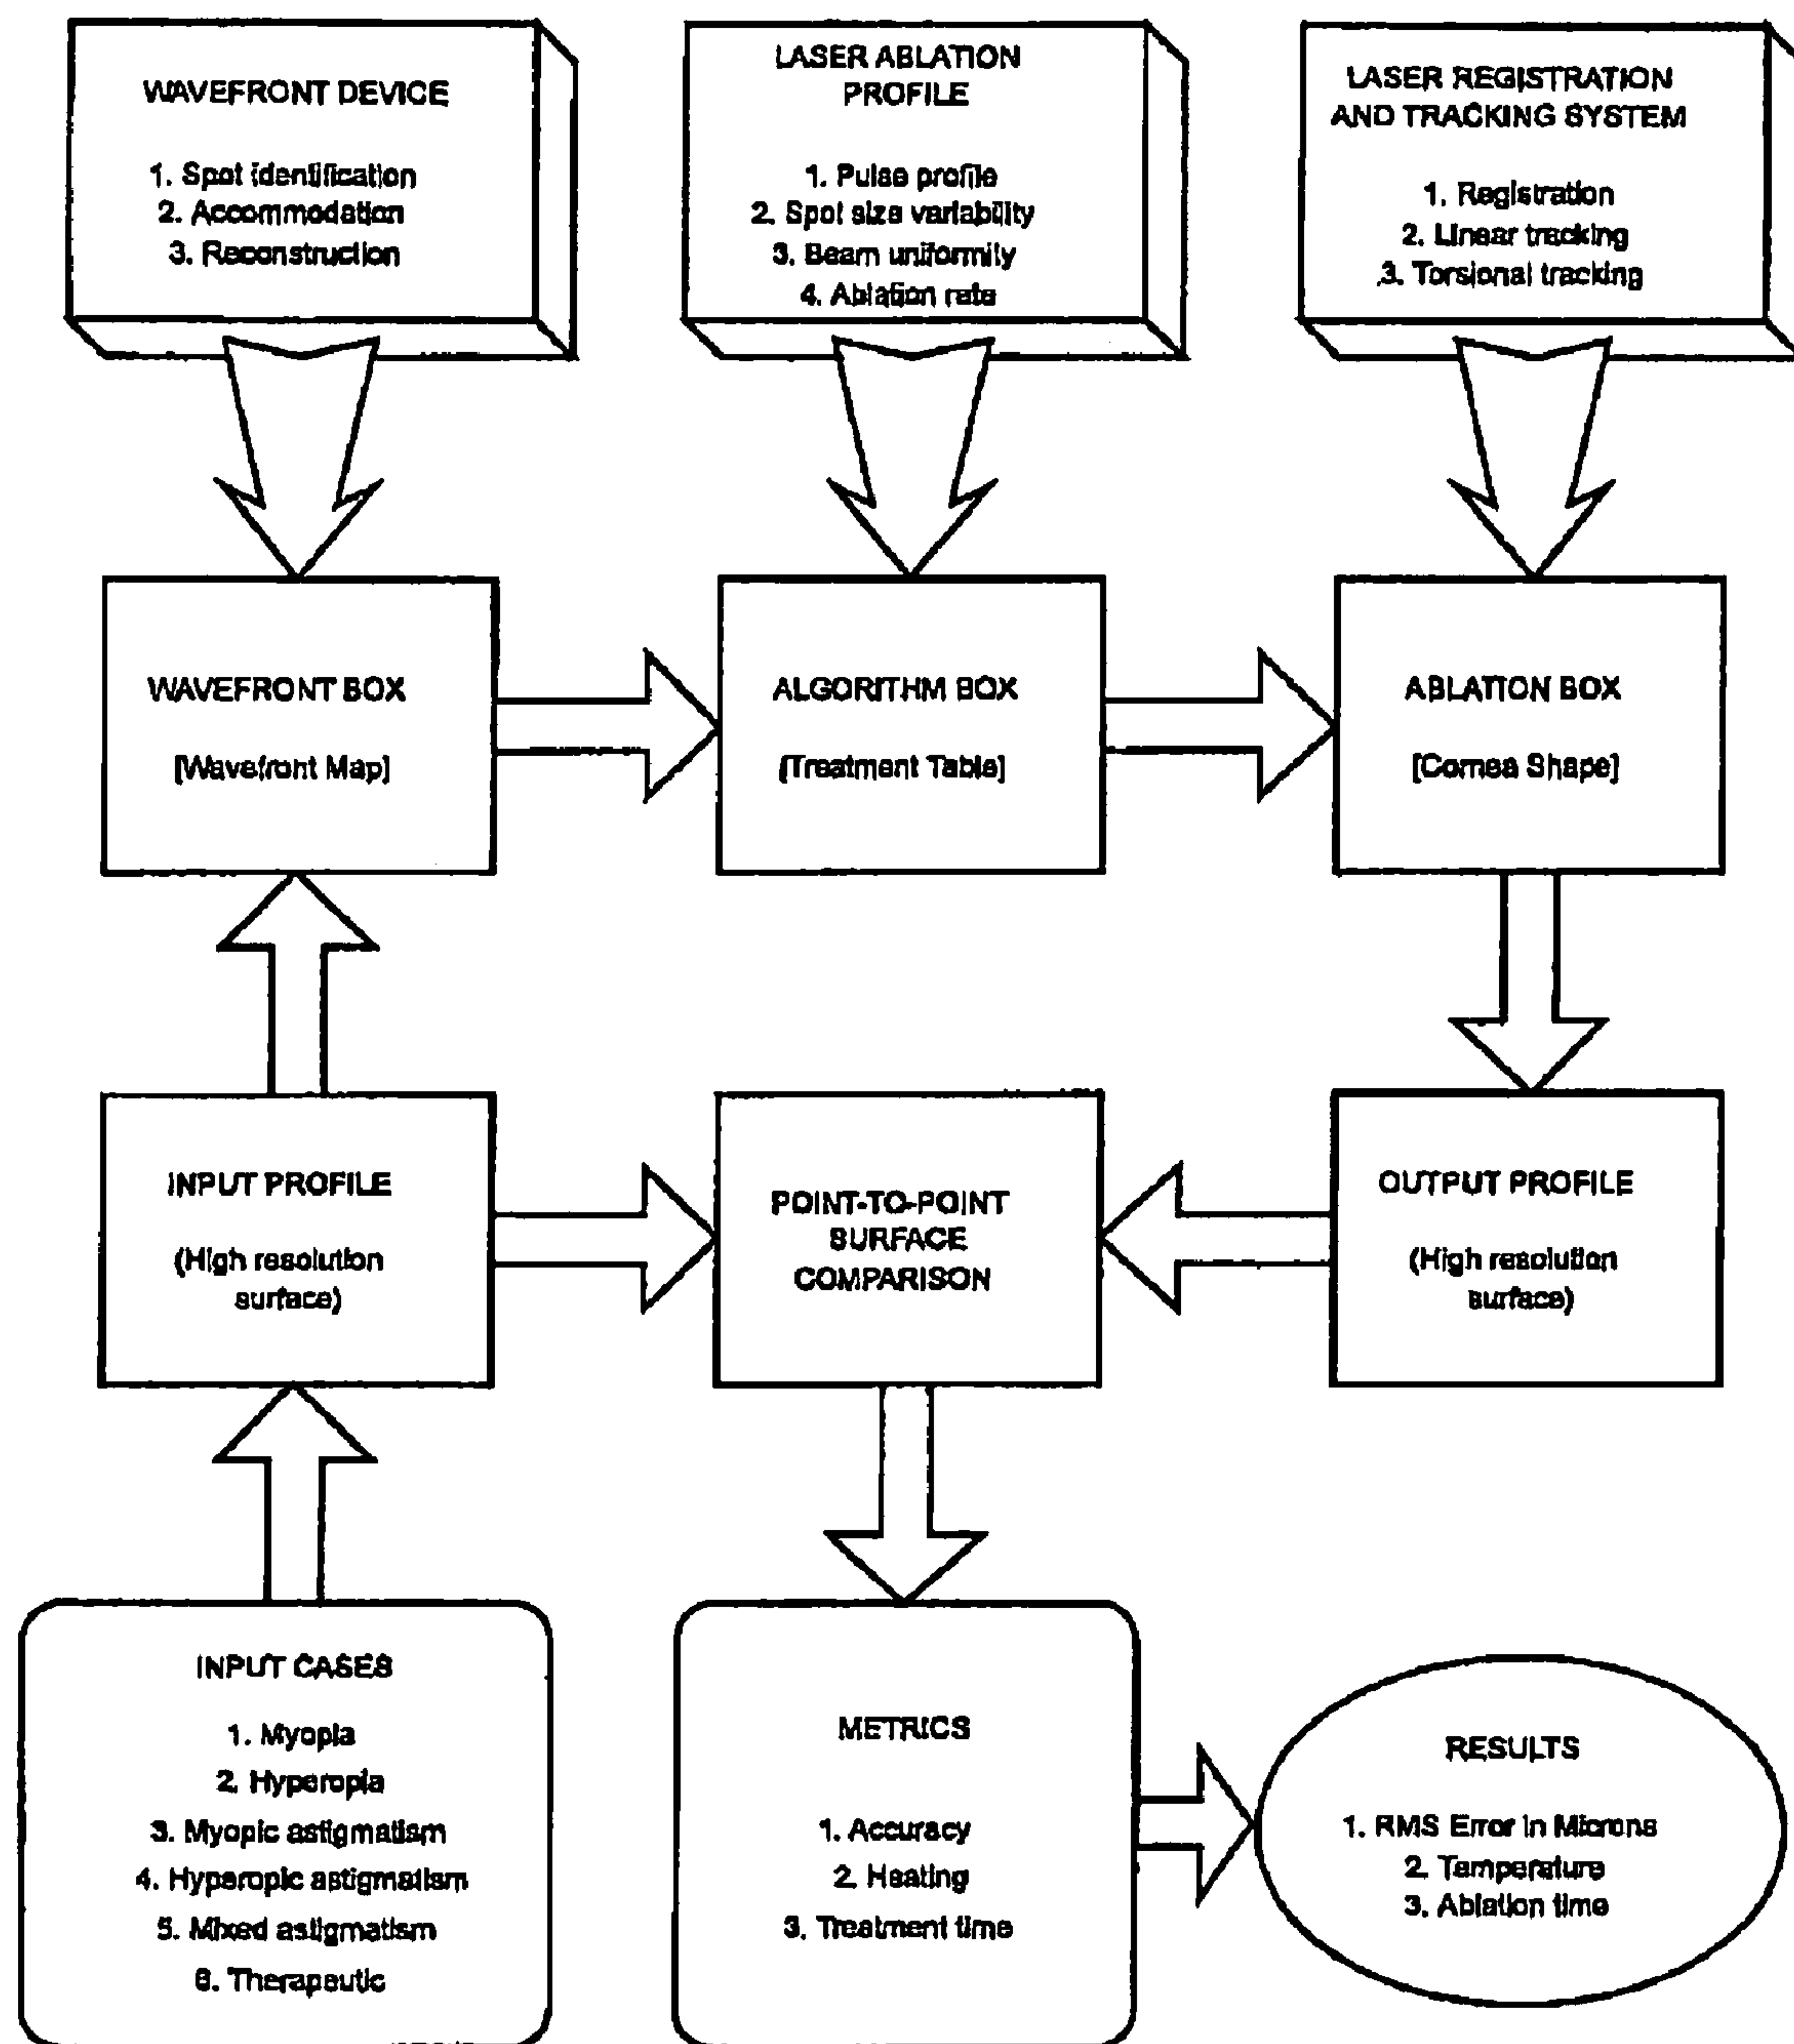 WAVEFRONT DEVICE
1. Spot identification
2. Accommodation
3. Reconstruction
LASER ABLATION
PROFILE
1. Pulse profile
2. Spot size variability
3. Beam uniformity
4. Ablation rate
LASER REGISTRATION
AND TRACKING SYSTEM
1. Registration
2. Linear tracking
3. Torsional tracking
WAVEFRONT BOX
[Wavefront Map]
ALGORITHM BOX
[Treatment Table]
ABLATION BOX
[Cornea Shape]
INPUT PROFILE
(High resolution
surface)
POINT-TO-POINT
SURFACE
COMPARISON
OUTPUT PROFILE
(High resolution
surface)
INPUT CASES
1. Myopia
2. Hyperopia
3. Myopic astigmatism
4. Hyperopic astigmatism
5. Mixed astigmatism
6. Therapeutic
METRICS
1. Accuracy
2. Heating
3. Treatment time
RESULTS
1. RMS Error in Microns
2. Temperature
3. Ablation time